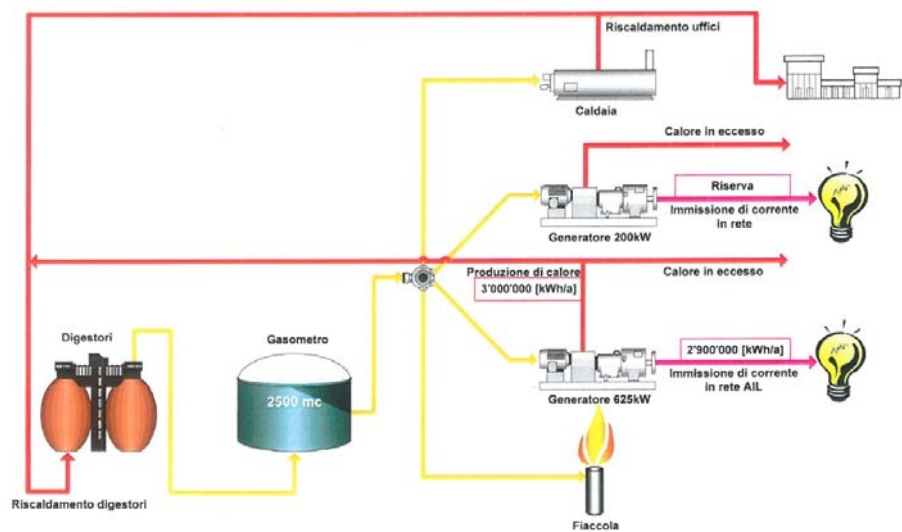 Riscaldamento uffici
Caldaia
Calore in eccesso
Riserva
Immissione di corrente
in rete
Generatore 200kW
Produzione di calore
3'000'000 [kWh/a]
Calore in eccesso
Digestori
Gasometro
2500 mc
2'900'000 [kWh/a]
Immissione di corrente
in rete AIL
Generatore 625kW
Riscaldamento digestori
Fiaccola